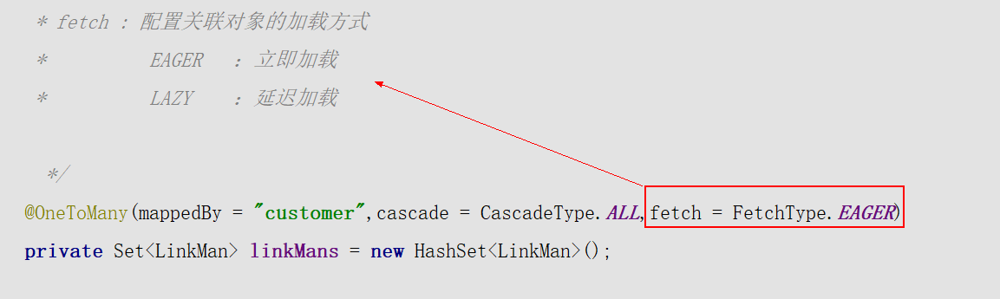 * fetch : 配置关联对象的加载方式
* EAGER : 立即加载
* LAZY : 延迟加载
*/
@OneToMany(mappedBy = "customer",cascade = CascadeType.ALL,fetch = FetchType.EAGER)
private Set<LinkMan> linkMans = new HashSet<LinkMan>();